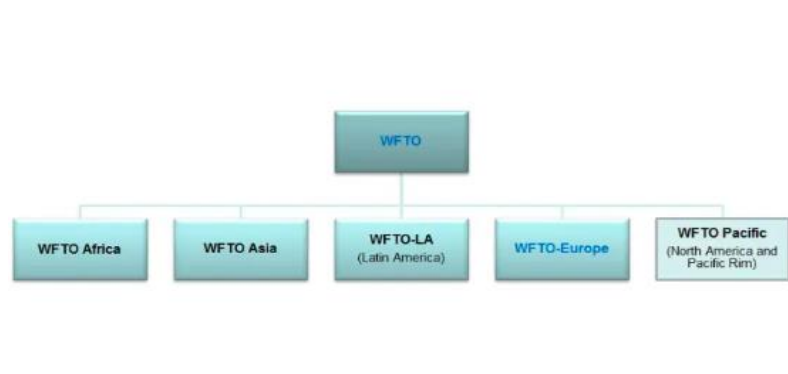 WFTO
WFTO Africa
WFTO Asia
WFTO-LA
(Latin America)
WFTO-Europe
WFTO Pacific
(North America and
Pacific Rim)